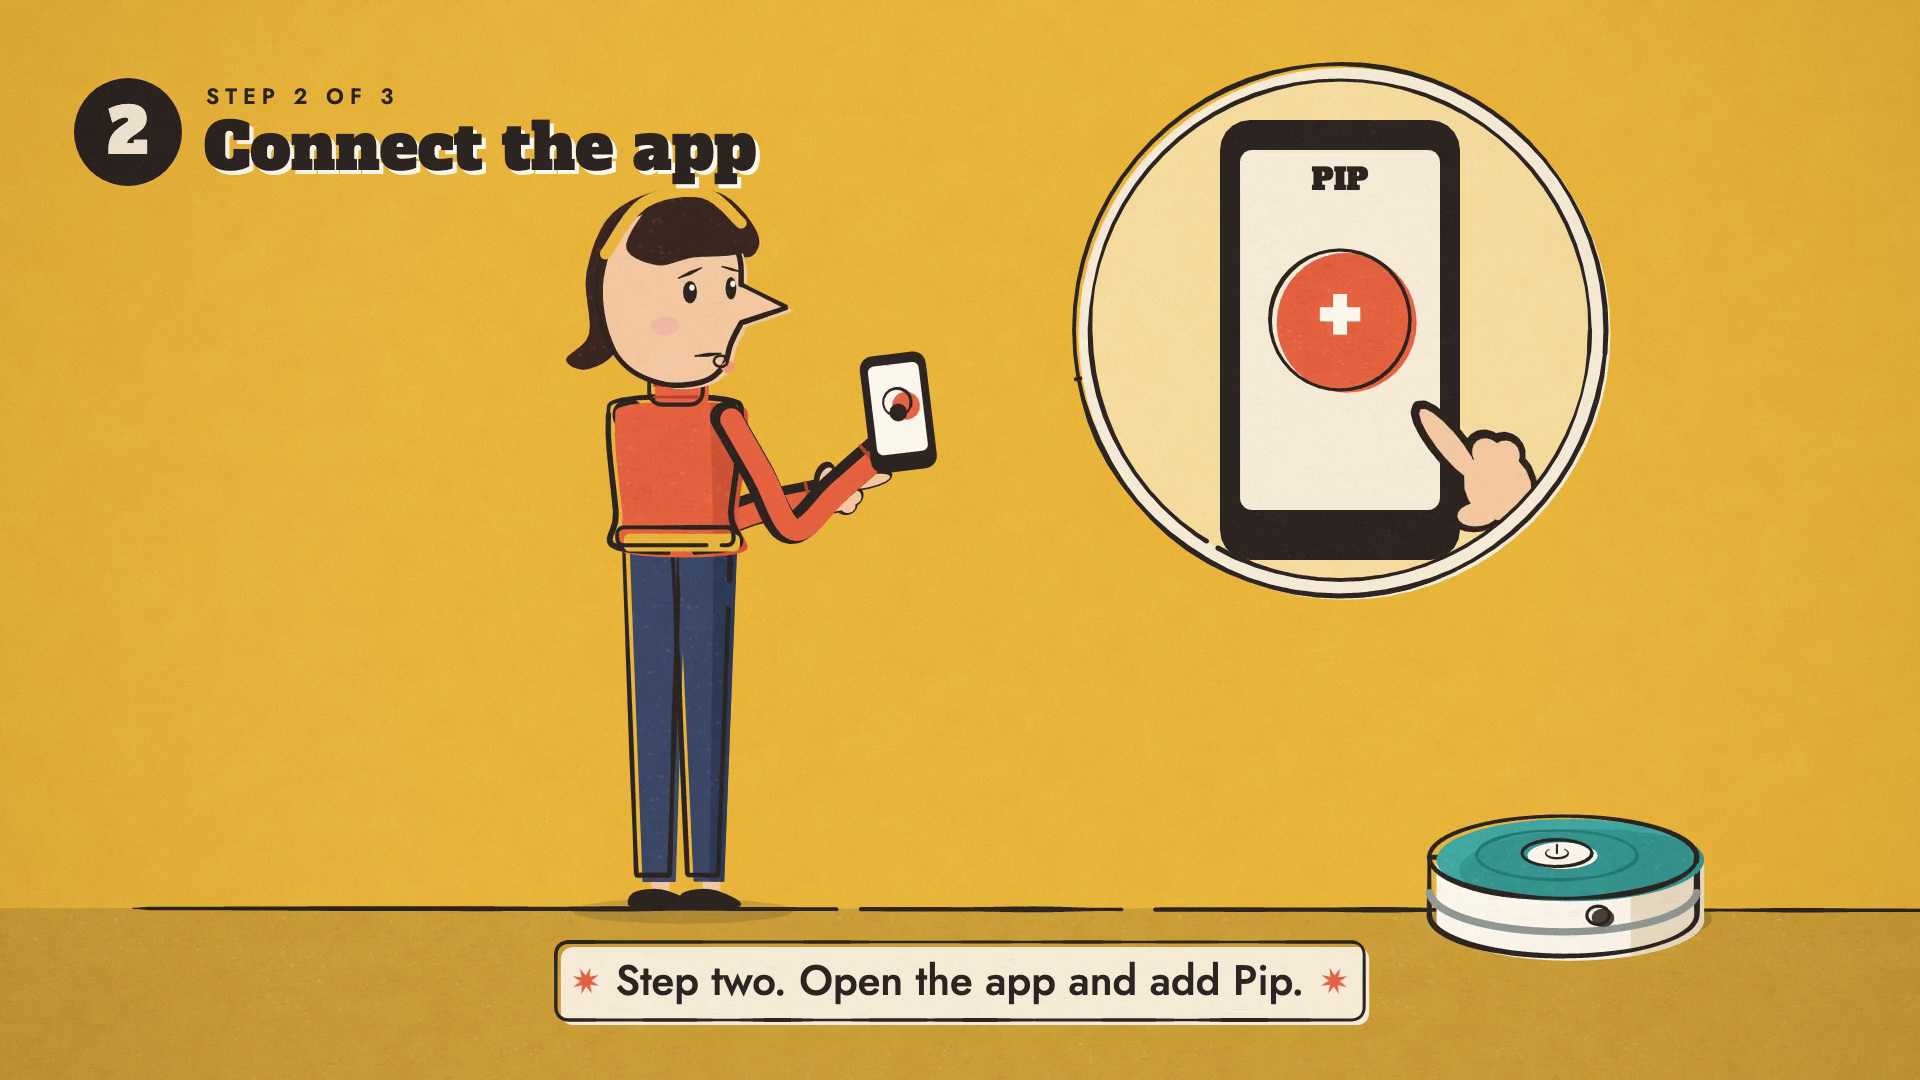 2
STEP 2 OF 3
Connect the app
PIP
Step two. Open the app and add Pip.